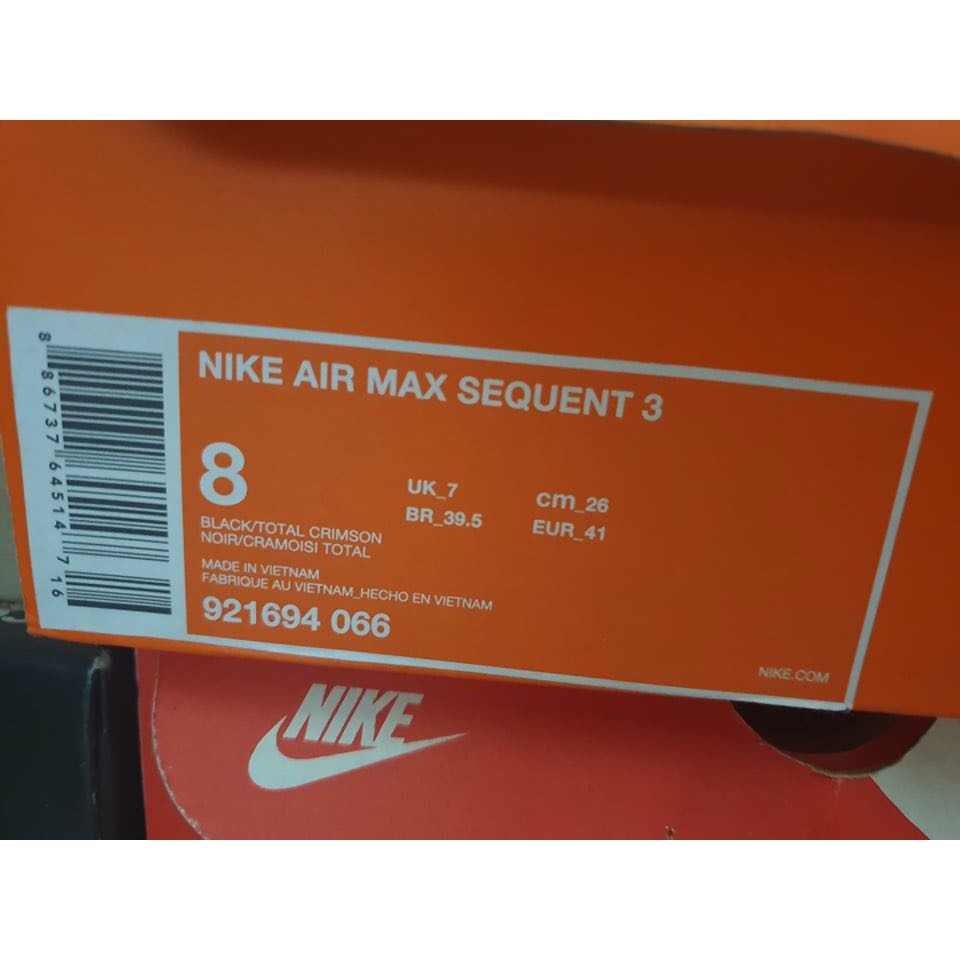 NIKE AIR MAX SEQUENT 3
8
UK_7 cm_26
BR_39.5 EUR_41
BLACK/TOTAL CRIMSON
NOIR/CRAMOISI TOTAL
MADE IN VIETNAM
FABRIQUE AU VIETNAM_HECHO EN VIETNAM
921694 066
NIKE.COM
8 86737 64514 7 16
NIKE